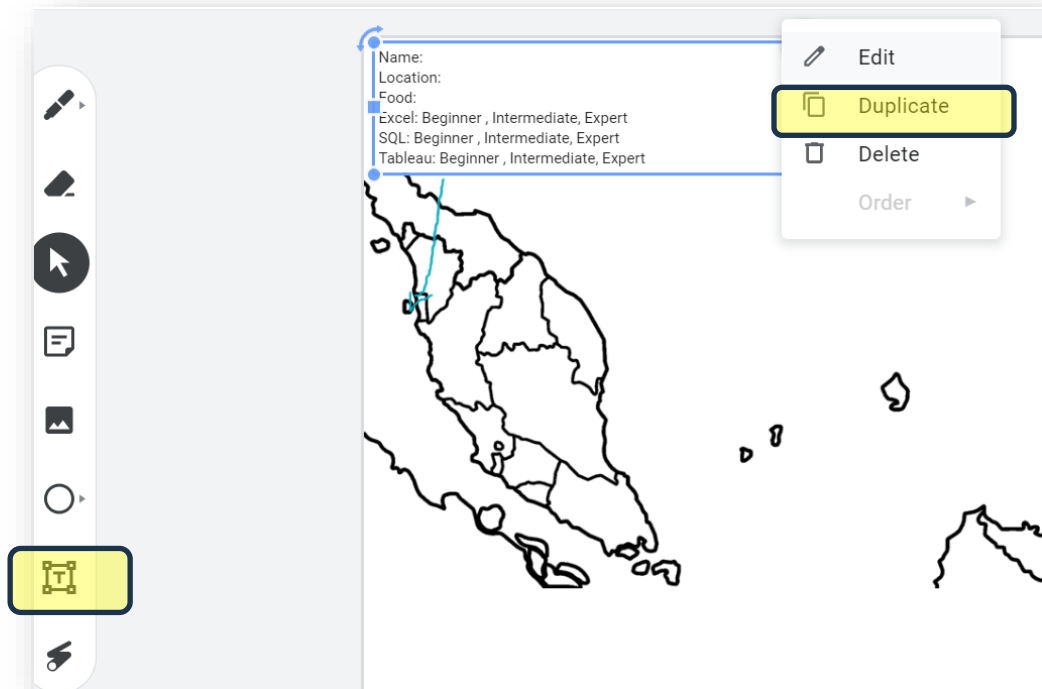 Name:
Location:
Food:
Excel: Beginner , Intermediate, Expert
SQL: Beginner , Intermediate, Expert
Tableau: Beginner , Intermediate, Expert
Edit
Duplicate
Delete
Order
T